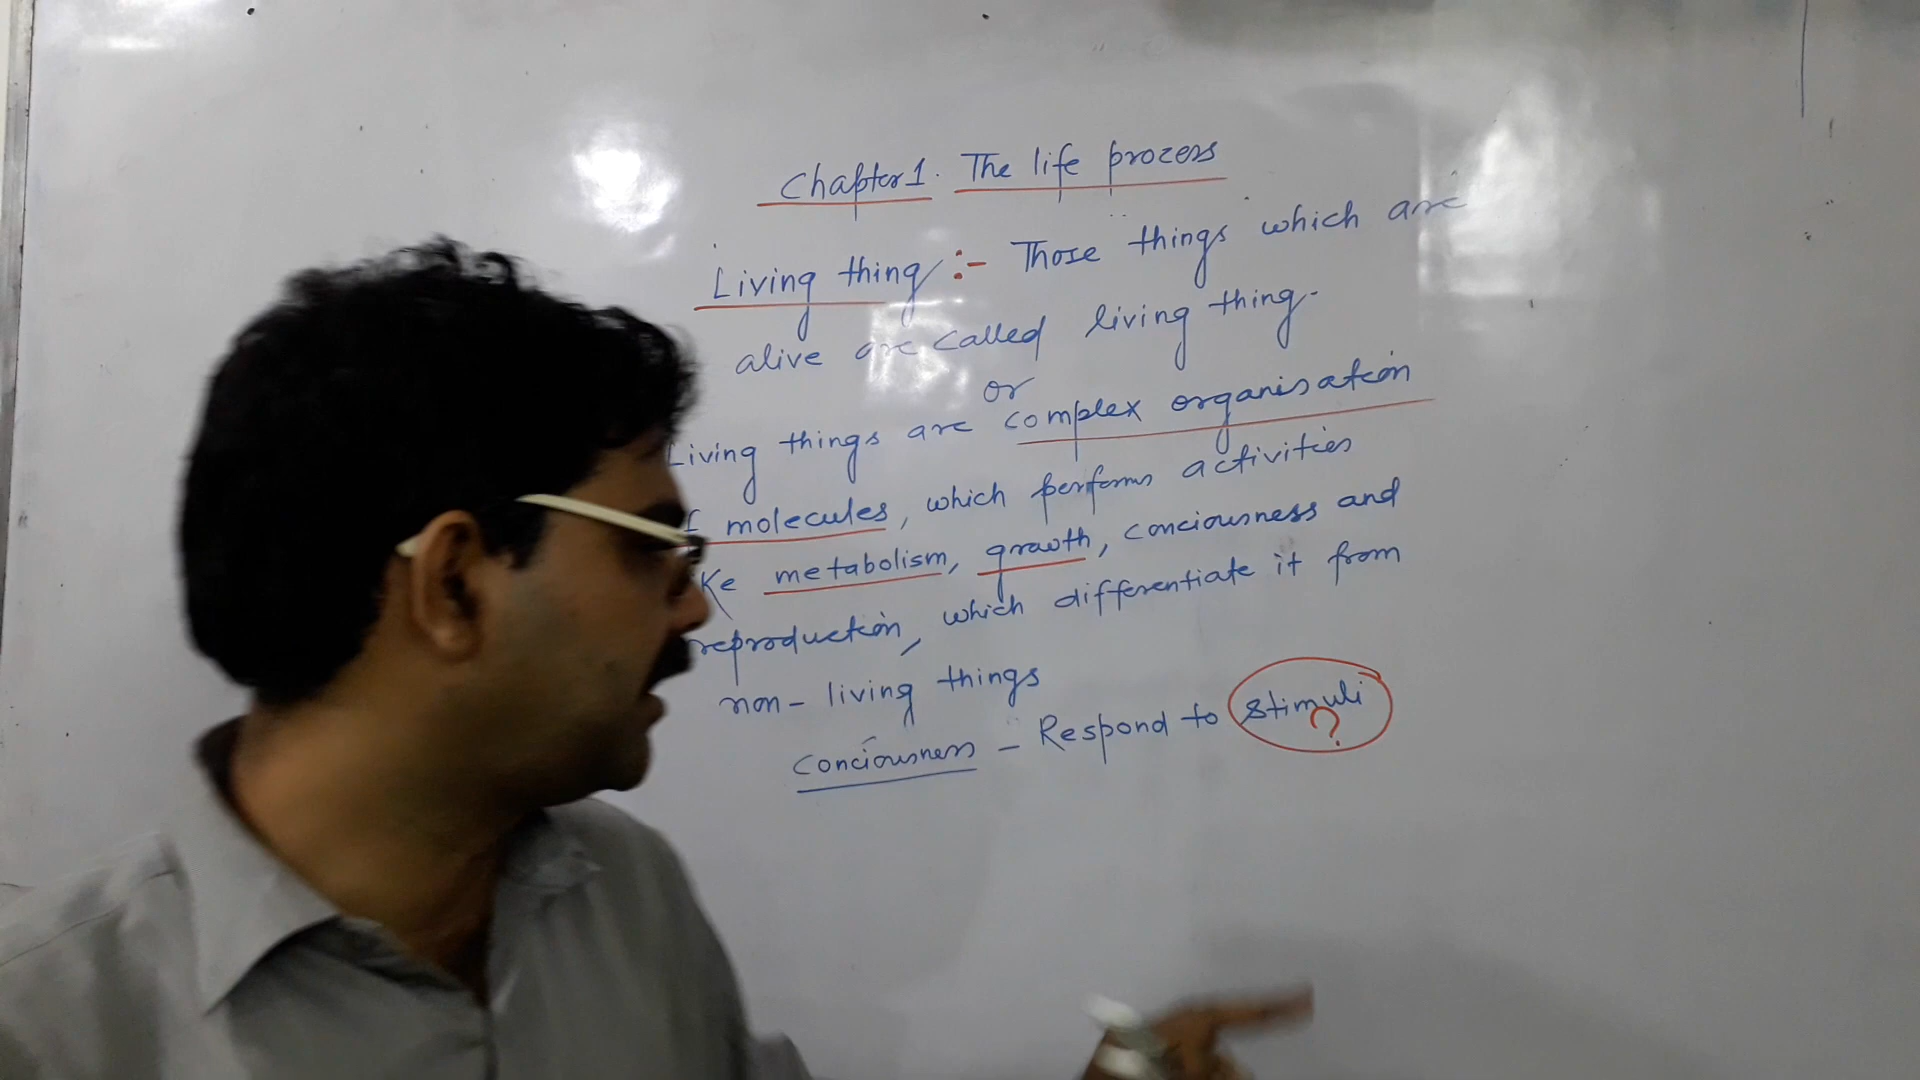 Chapter 1. The life process
Living thing :- Those things which are
alive are called living thing.
or
Living things are complex organisation
f molecules, which performs activities
ke metabolism, growth, conciousness and
reproduction, which differentiate it from
non-living things
Conciousness - Respond to stimuli
?